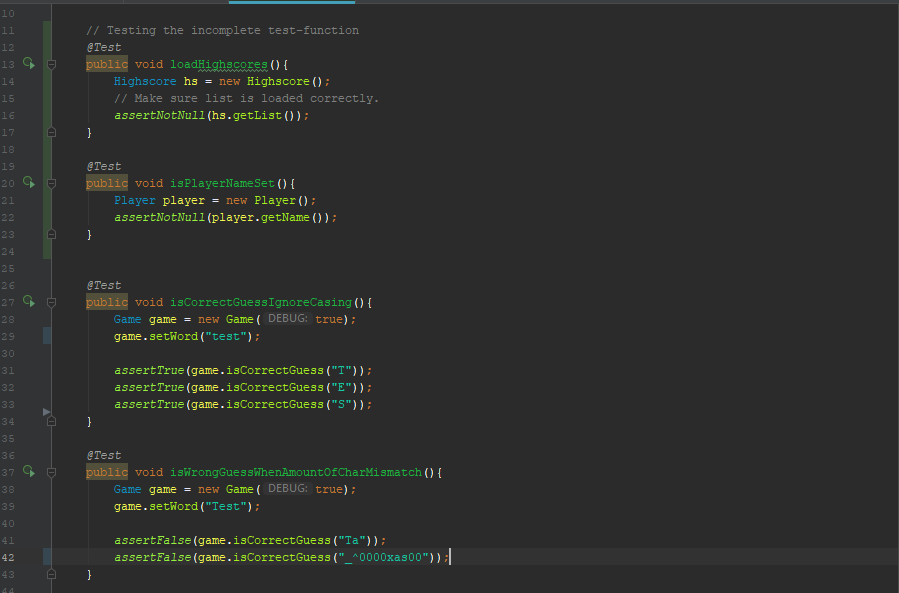 10
11 // Testing the incomplete test-function
12 @Test
13 public void loadHighscores(){
14 Highscore hs = new Highscore();
15 // Make sure list is loaded correctly.
16 assertNotNull(hs.getList());
17 }
18
19 @Test
20 public void isPlayerNameSet(){
21 Player player = new Player();
22 assertNotNull(player.getName());
23 }
24
25
26 @Test
27 public void isCorrectGuessIgnoreCasing(){
28 Game game = new Game( DEBUG: true);
29 game.setWord("test");
30
31 assertTrue(game.isCorrectGuess("T"));
32 assertTrue(game.isCorrectGuess("E"));
33 assertTrue(game.isCorrectGuess("S"));
34 }
35
36 @Test
37 public void isWrongGuessWhenAmountOfCharMismatch(){
38 Game game = new Game( DEBUG: true);
39 game.setWord("Test");
40
41 assertFalse(game.isCorrectGuess("Ta"));
42 assertFalse(game.isCorrectGuess("_^0000xas00"));
43 }
44